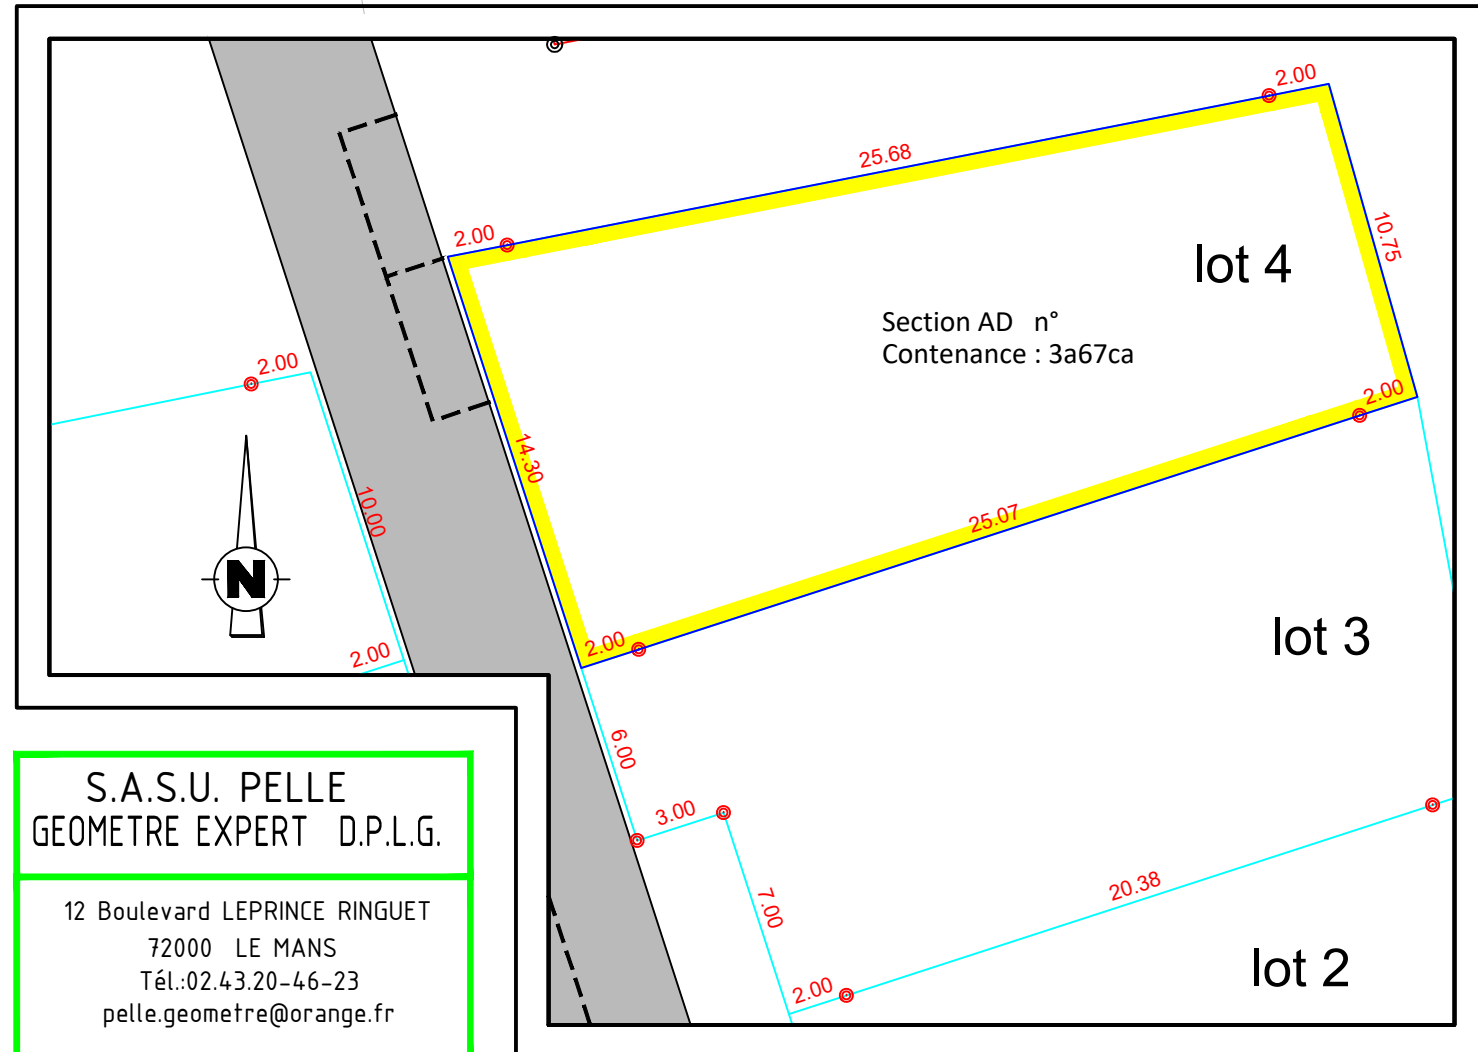 2.00
25.68
2.00
10.75
lot 4
Section AD n°
Contenance : 3a67ca
2.00
2.00
14.30
10.00
25.07
N
2.00
2.00
lot 3
6.00
3.00
7.00
20.38
2.00
lot 2
S.A.S.U. PELLE
GEOMETRE EXPERT D.P.L.G.
12 Boulevard LEPRINCE RINGUET
72000 LE MANS
Tél.:02.43.20-46-23
pelle.geometre@orange.fr